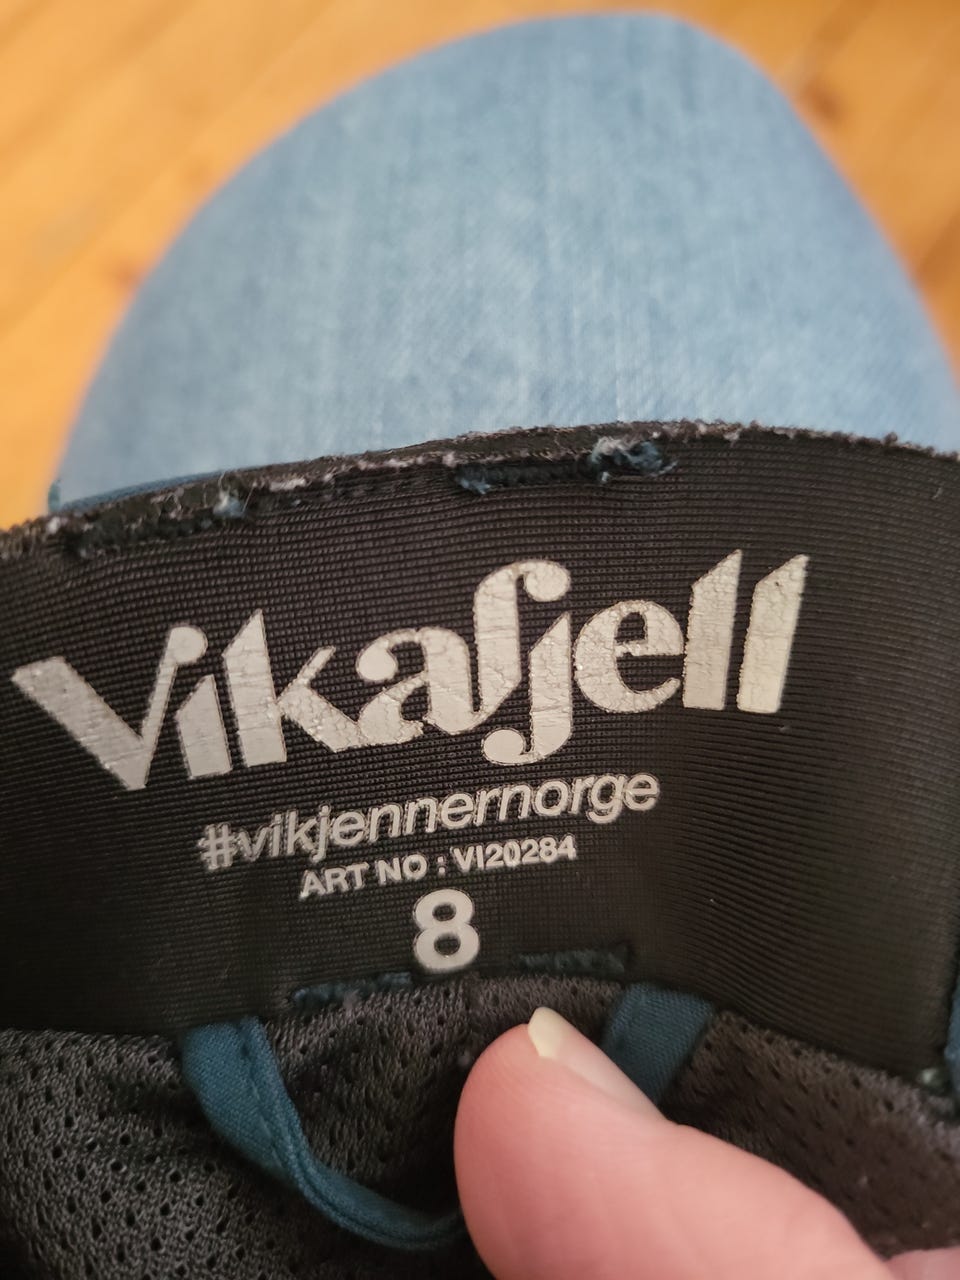 Vikafjell
#vikjennernorge
ART NO : VI20284
8